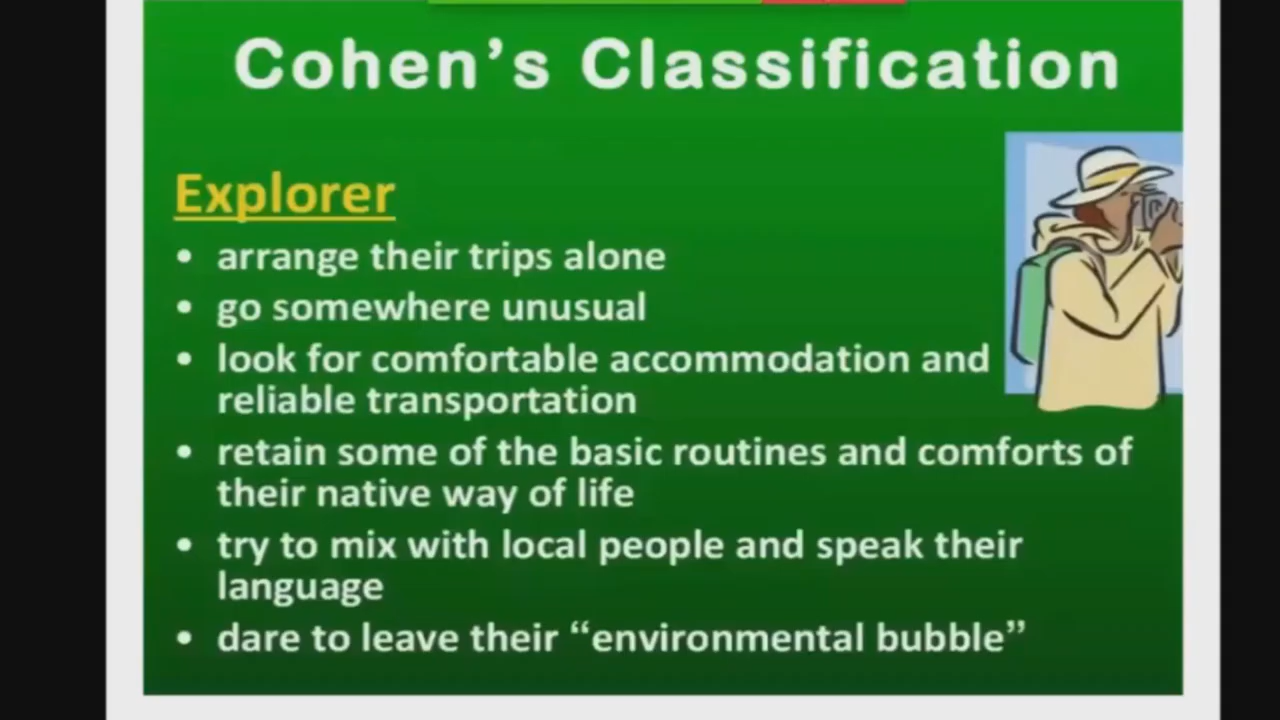 Cohen’s Classification
Explorer
• arrange their trips alone
• go somewhere unusual
• look for comfortable accommodation and
reliable transportation
• retain some of the basic routines and comforts of
their native way of life
• try to mix with local people and speak their
language
• dare to leave their “environmental bubble”